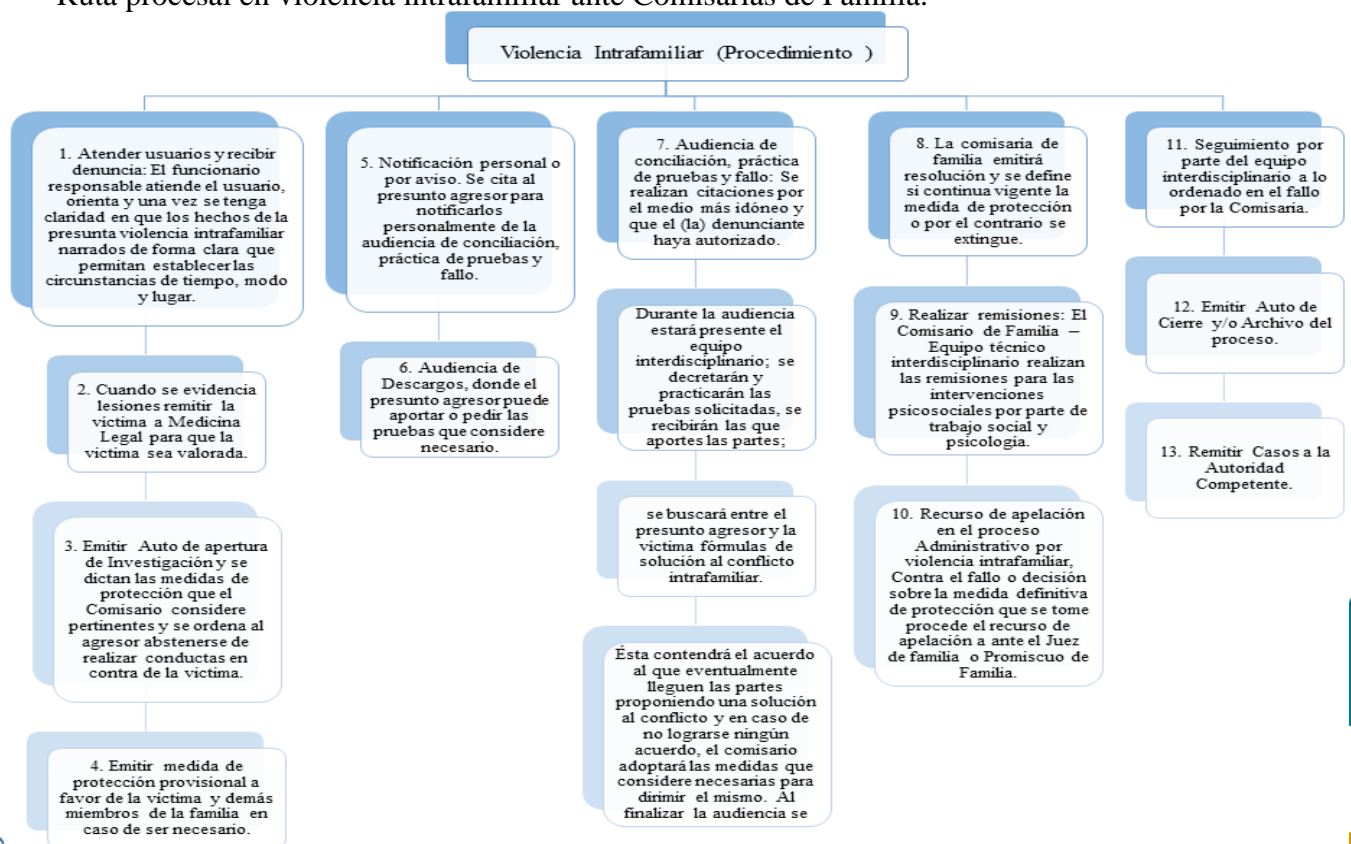 Ruta procesal en violencia intrafamiliar ante Comisarías de Familia.
Violencia Intrafamiliar (Procedimiento )
1. Atender usuarios y recibir
denuncia: El funcionario
responsable atiende el usuario,
orienta y una vez se tenga
claridad en que los hechos de la
presunta violencia intrafamiliar
narrados de forma clara que
permitan establecer las
circunstancias de tiempo, modo
y lugar.
2. Cuando se evidencia
lesiones remitir la
víctima a Medicina
Legal para que la
victima sea valorada.
3. Emitir Auto de apertura
de Investigación y se
dictan las medidas de
protección que el
Comisario considere
pertinentes y se ordena al
agresor abstenerse de
realizar conductas en
contra de la víctima.
4. Emitir medida de
protección provisional a
favor de la víctima y demás
miembros de la familia en
caso de ser necesario.
5. Notificación personal o
por aviso. Se cita al
presunto agresor para
notificarlos
personalmente de la
audiencia de conciliación,
práctica de pruebas y
fallo.
6. Audiencia de
Descargos, donde el
presunto agresor puede
aportar o pedir las
pruebas que considere
necesario.
7. Audiencia de
conciliación, práctica
de pruebas y fallo: Se
realizan citaciones por
el medio más idóneo y
que el (la) denunciante
haya autorizado.
Durante la audiencia
estará presente el
equipo
interdisciplinario; se
decretarán y
practicarán las
pruebas solicitadas, se
recibirán las que
aportes las partes;
se buscará entre el
presunto agresor y la
víctima fórmulas de
solución al conflicto
intrafamiliar.
Ésta contendrá el acuerdo
al que eventualmente
lleguen las partes
proponiendo una solución
al conflicto y en caso de
no lograrse ningún
acuerdo, el comisario
adoptará las medidas que
considere necesarias para
dirimir el mismo. Al
finalizar la audiencia se
8. La comisaría de
familia emitirá
resolución y se define
si continua vigente la
medida de protección
o por el contrario se
extingue.
9. Realizar remisiones: El
Comisario de Familia –
Equipo técnico
interdisciplinario realizan
las remisiones para las
intervenciones
psicosociales por parte de
trabajo social y
psicología.
10. Recurso de apelación
en el proceso
Administrativo por
violencia intrafamiliar,
Contra el fallo o decisión
sobre la medida definitiva
de protección que se tome
procede el recurso de
apelación a ante el Juez
de familia o Promiscuo de
Familia.
11. Seguimiento por
parte del equipo
interdisciplinario a lo
ordenado en el fallo
por la Comisaria.
12. Emitir Auto de
Cierre y/o Archivo del
proceso.
13. Remitir Casos a la
Autoridad
Competente.